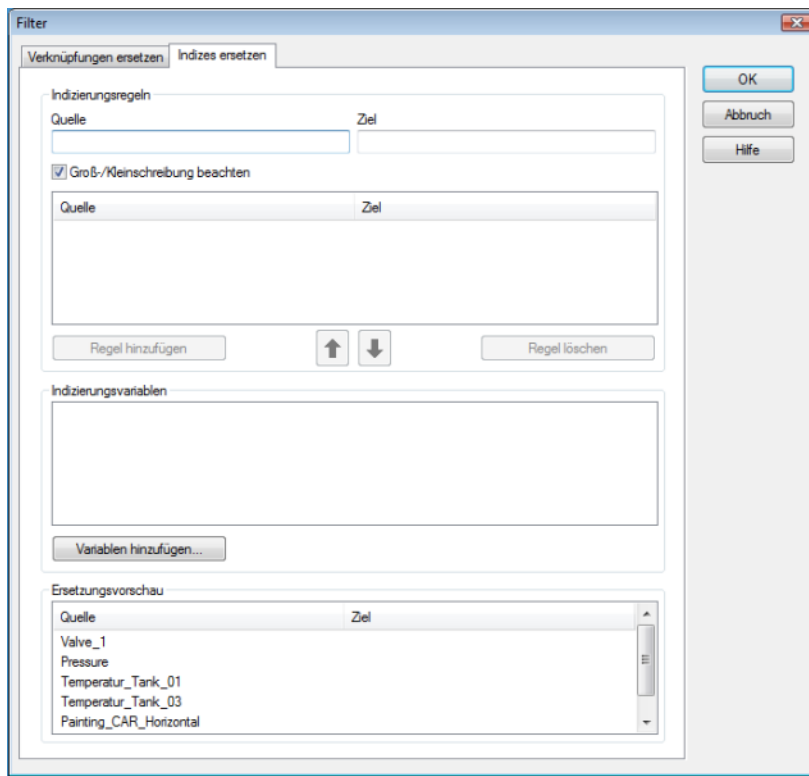 Filter
Verknüpfungen ersetzen Indizes ersetzen
OK
Abbruch
Hilfe
Indizierungsregeln
Quelle Ziel
Groß-/Kleinschreibung beachten
Quelle Ziel
Regel hinzufügen Regel löschen
Indizierungsvariablen
Variablen hinzufügen...
Ersetzungsvorschau
Quelle Ziel
Valve_1
Pressure
Temperatur_Tank_01
Temperatur_Tank_03
Painting_CAR_Horizontal